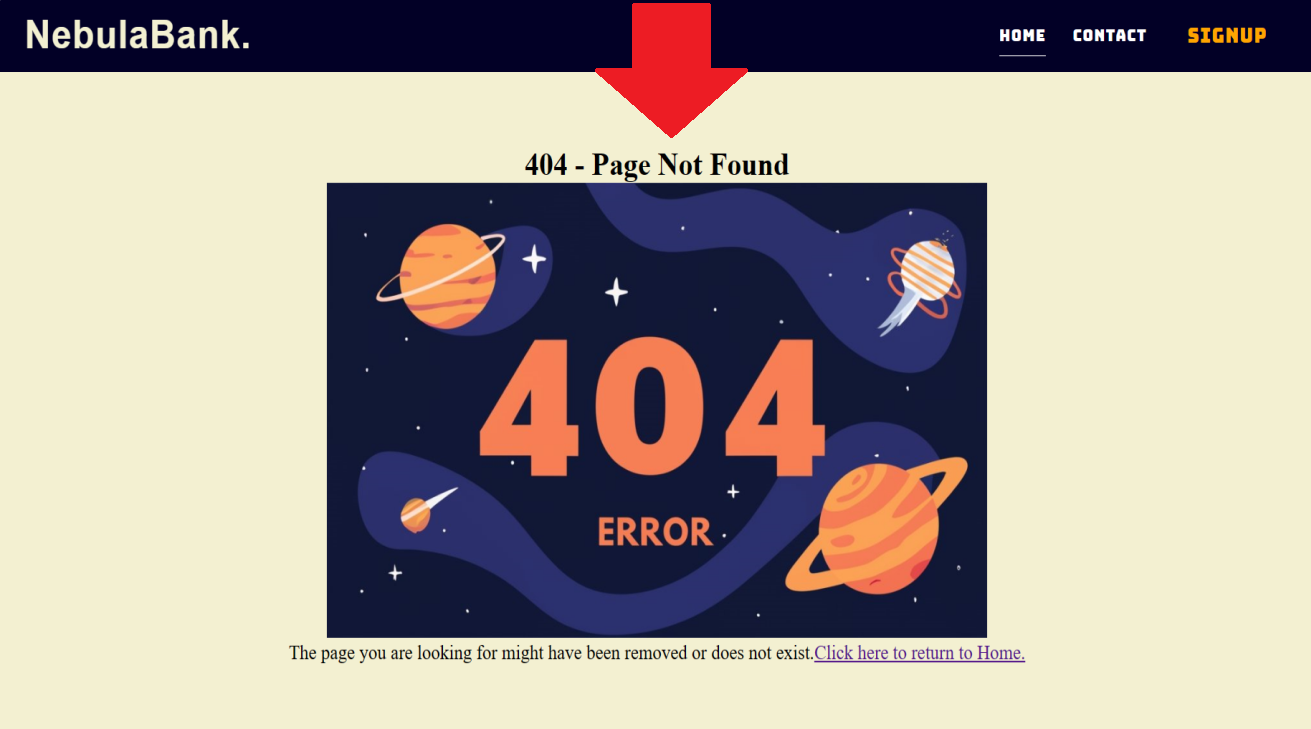 NebulaBank.
HOME CONTACT SIGNUP
404 - Page Not Found
404
ERROR
The page you are looking for might have been removed or does not exist.Click here to return to Home.